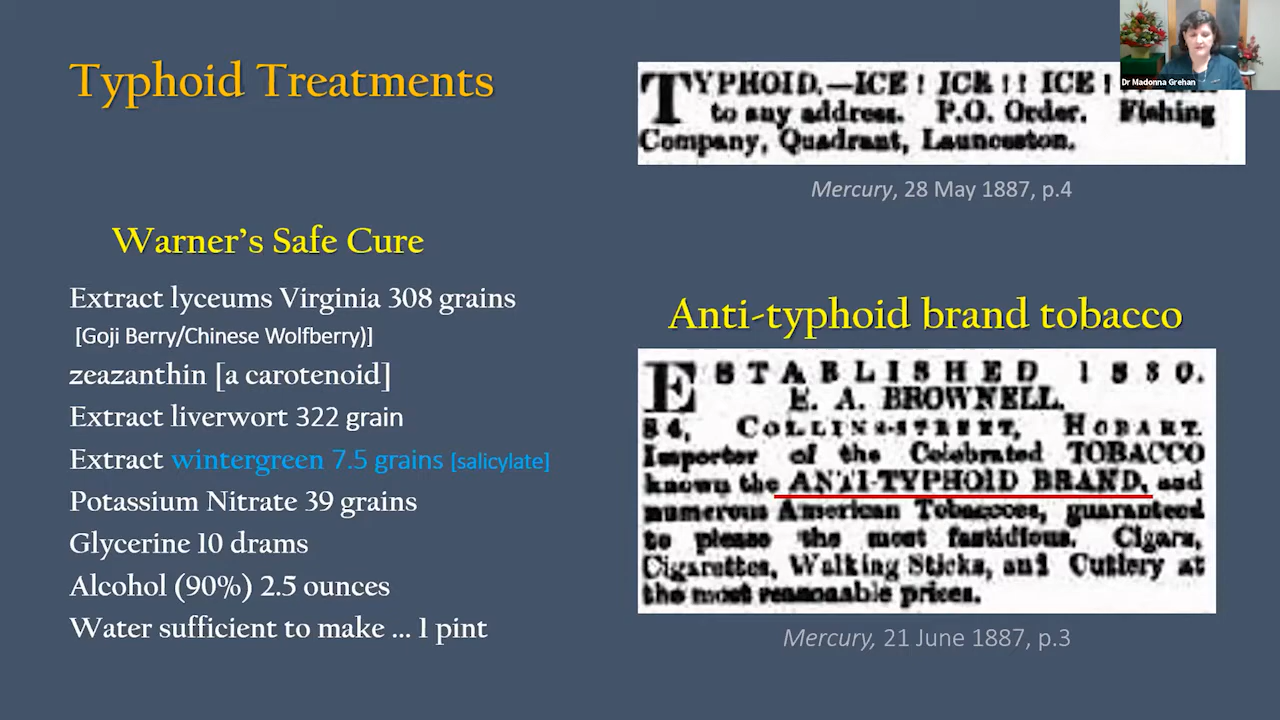 Typhoid Treatments
Dr Madonna Grehan
TYPHOID.—ICE! ICE!! ICE!
to any address. P.O. Order. Fishing
Company, Quadrant, Launceston.
Mercury, 28 May 1887, p.4
Warner's Safe Cure
Extract lyceums Virginia 308 grains
[Goji Berry/Chinese Wolfberry)]
zeazanthin [a carotenoid]
Extract liverwort 322 grain
Extract wintergreen 7.5 grains [salicylate]
Potassium Nitrate 39 grains
Glycerine 10 drams
Alcohol (90%) 2.5 ounces
Water sufficient to make ... 1 pint
Anti-typhoid brand tobacco
ESTABLISHED 1880.
E. A. BROWNELL,
84, COLLINS-STREET, HOBART.
Importer of the Celebrated TOBACCO
known the ANTI-TYPHOID BRAND, and
numerous American Tobaccoes, guaranteed
to please the most fastidious. Cigars,
Cigarettes, Walking Sticks, and Cutlery at
the most reasonable prices.
Mercury, 21 June 1887, p.3